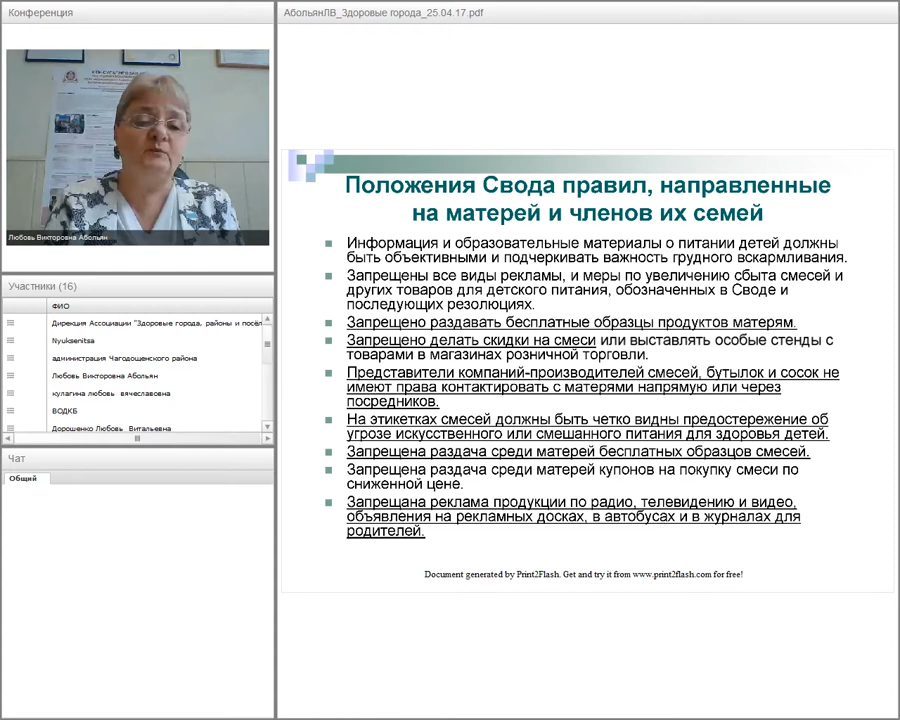 Конференция
Любовь Викторовна Абольян
Участники (16)
ФИО
Дирекция Ассоциации "Здоровые города, районы и посёл
Nyuksenitsa
администрация Чагодощенского района
Любовь Викторовна Абольян
кулагина любовь вячеславовна
ВОДКБ
Дорошенко Любовь Витальевна
Чат
Общий
АбольянЛВ_Здоровые города_25.04.17.pdf
Положения Свода правил, направленные
на матерей и членов их семей
Информация и образовательные материалы о питании детей должны
быть объективными и подчеркивать важность грудного вскармливания.
Запрещены все виды рекламы, и меры по увеличению сбыта смесей и
других товаров для детского питания, обозначенных в Своде и
последующих резолюциях.
Запрещено раздавать бесплатные образцы продуктов матерям.
Запрещено делать скидки на смеси или выставлять особые стенды с
товарами в магазинах розничной торговли.
Представители компаний-производителей смесей, бутылок и сосок не
имеют права контактировать с матерями напрямую или через
посредников.
На этикетках смесей должны быть четко видны предостережение об
угрозе искусственного или смешанного питания для здоровья детей.
Запрещена раздача среди матерей бесплатных образцов смесей.
Запрещена раздача среди матерей купонов на покупку смеси по
сниженной цене.
Запрещана реклама продукции по радио, телевидению и видео,
объявления на рекламных досках, в автобусах и в журналах для
родителей.
Document generated by Print2Flash. Get and try it from www.print2flash.com for free!